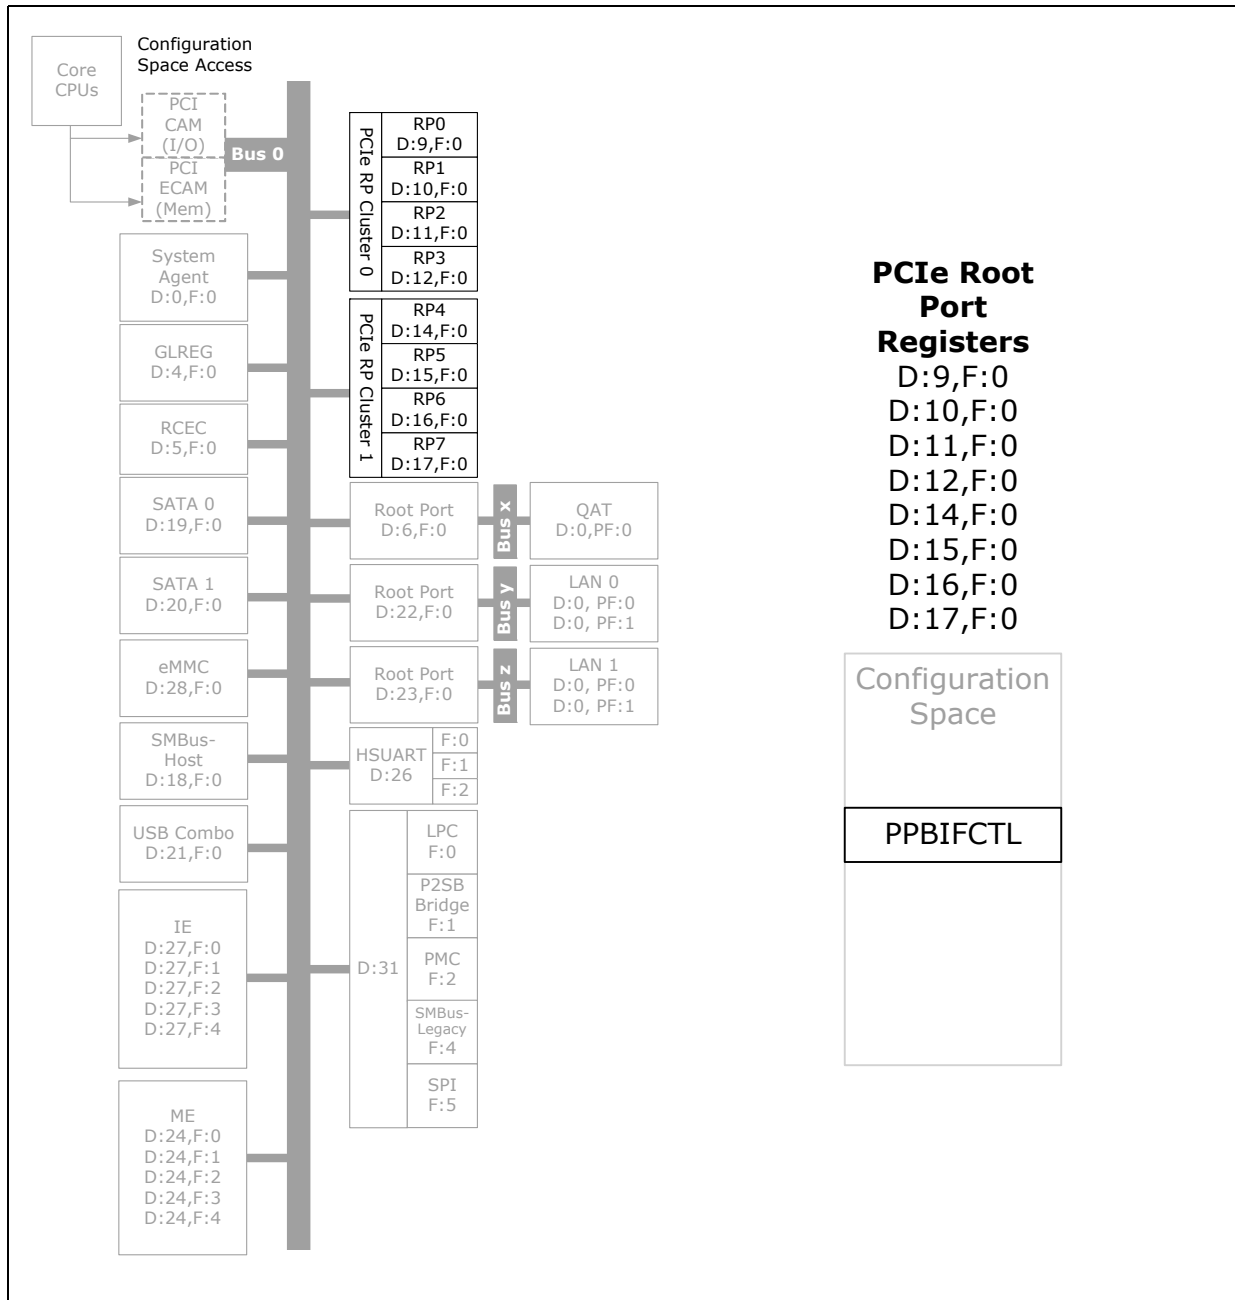 Configuration
Space Access
Core
CPUs
PCI
CAM
(I/O)
PCI
ECAM
(Mem)
Bus 0
System
Agent
D:0,F:0
GLREG
D:4,F:0
RCEC
D:5,F:0
SATA 0
D:19,F:0
SATA 1
D:20,F:0
eMMC
D:28,F:0
SMBus-
Host
D:18,F:0
USB Combo
D:21,F:0
IE
D:27,F:0
D:27,F:1
D:27,F:2
D:27,F:3
D:27,F:4
ME
D:24,F:0
D:24,F:1
D:24,F:2
D:24,F:3
D:24,F:4
PCIe RP Cluster 0
RP0
D:9,F:0
RP1
D:10,F:0
RP2
D:11,F:0
RP3
D:12,F:0
PCIe RP Cluster 1
RP4
D:14,F:0
RP5
D:15,F:0
RP6
D:16,F:0
RP7
D:17,F:0
Root Port
D:6,F:0
Bus x
QAT
D:0,PF:0
Root Port
D:22,F:0
Bus y
LAN 0
D:0, PF:0
D:0, PF:1
Root Port
D:23,F:0
Bus z
LAN 1
D:0, PF:0
D:0, PF:1
HSUART
D:26
F:0
F:1
F:2
D:31
LPC
F:0
P2SB
Bridge
F:1
PMC
F:2
SMBus-
Legacy
F:4
SPI
F:5
PCIe Root
Port
Registers
D:9,F:0
D:10,F:0
D:11,F:0
D:12,F:0
D:14,F:0
D:15,F:0
D:16,F:0
D:17,F:0
Configuration
Space
PPBIFCTL